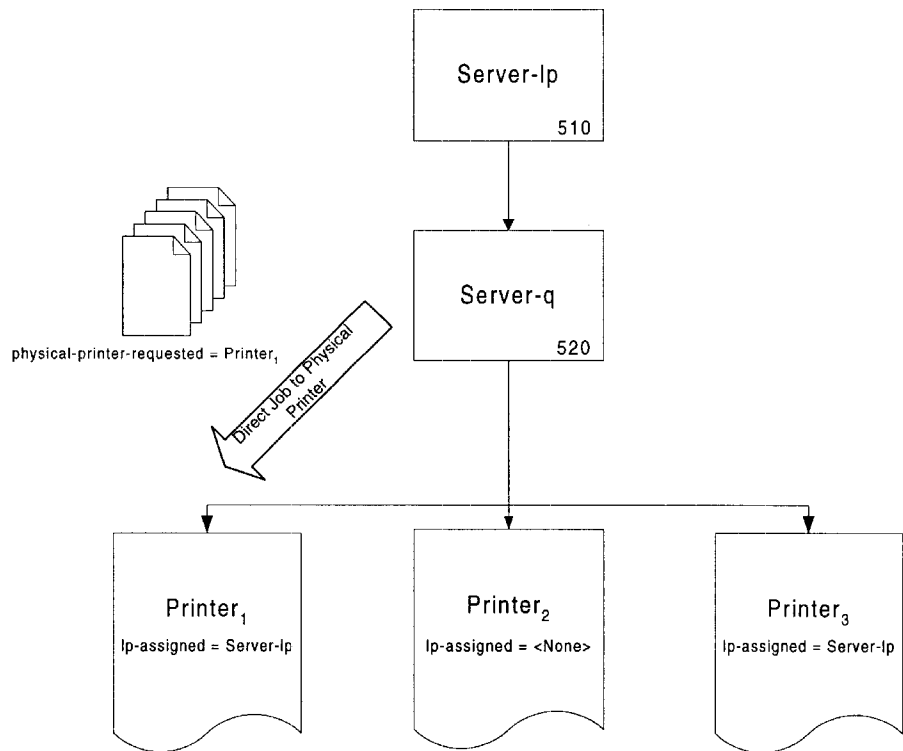 Server-lp
510
Server-q
520
physical-printer-requested = Printer₁
Direct Job to Physical
Printer
Printer₁
lp-assigned = Server-lp
Printer₂
lp-assigned = <None>
Printer₃
lp-assigned = Server-lp